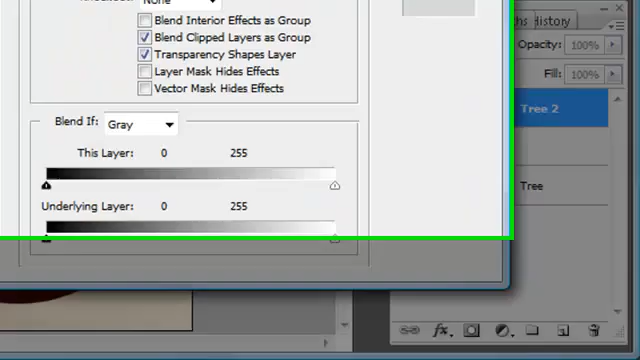 None
Blend Interior Effects as Group
Blend Clipped Layers as Group
Transparency Shapes Layer
Layer Mask Hides Effects
Vector Mask Hides Effects
Blend If: Gray
This Layer: 0 255
Underlying Layer: 0 255
History
Opacity: 100%
Fill: 100%
Tree 2
Tree
fx